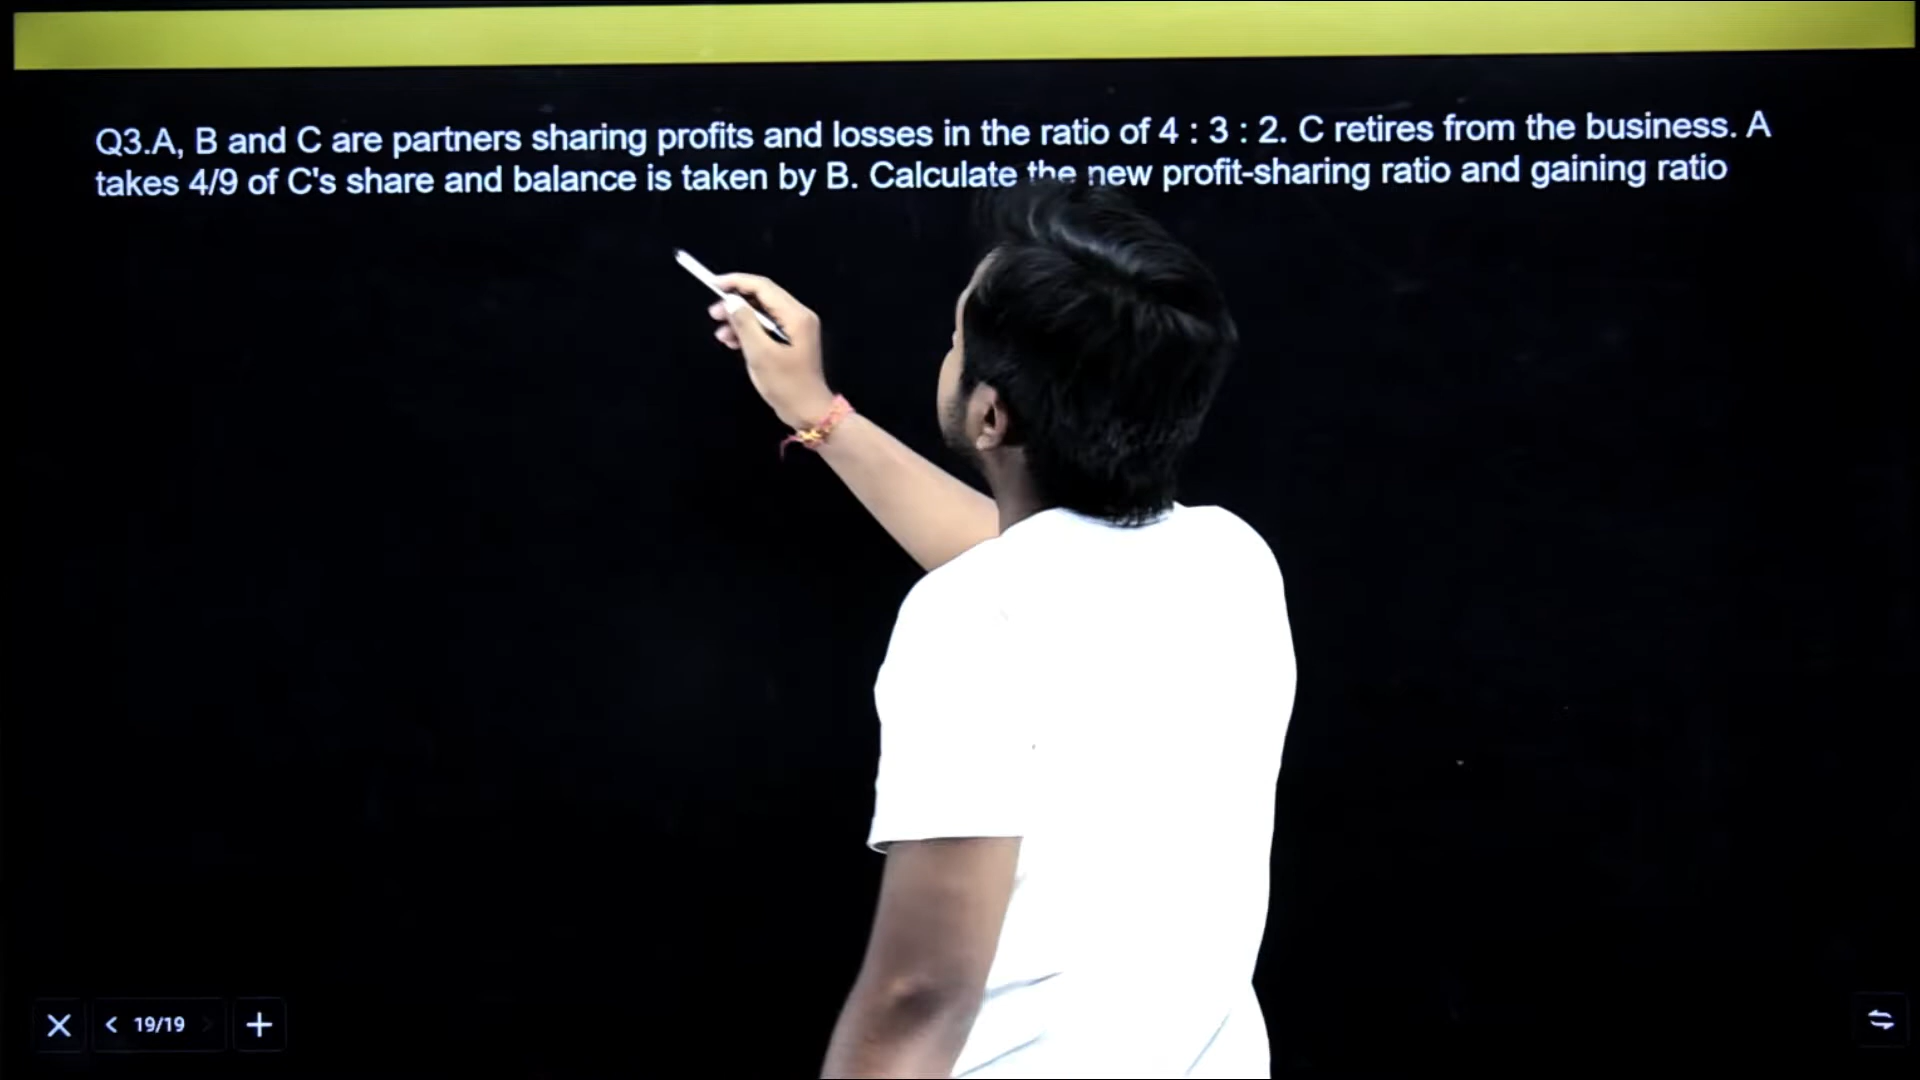 Q3.A, B and C are partners sharing profits and losses in the ratio of 4 : 3 : 2. C retires from the business. A
takes 4/9 of C's share and balance is taken by B. Calculate the new profit-sharing ratio and gaining ratio
19/19